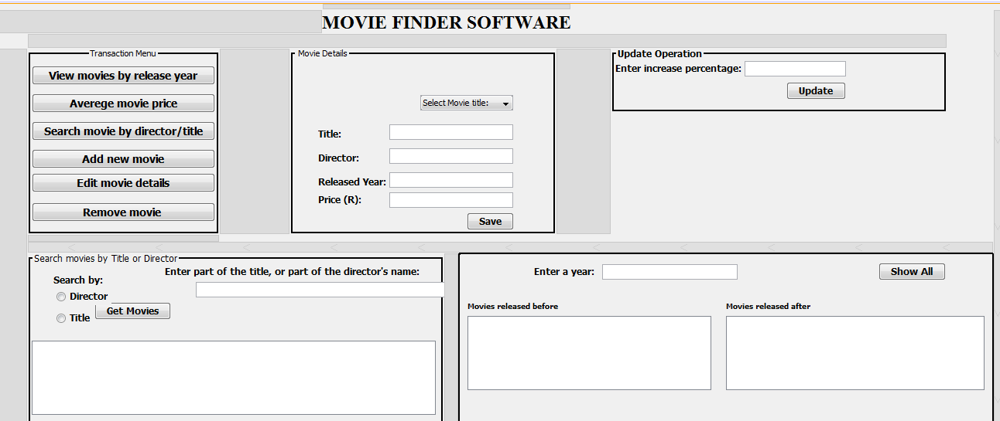 MOVIE FINDER SOFTWARE
Transaction Menu
View movies by release year
Averege movie price
Search movie by director/title
Add new movie
Edit movie details
Remove movie
Movie Details
Select Movie title:
Title:
Director:
Released Year:
Price (R):
Save
Update Operation
Enter increase percentage:
Update
Search movies by Title or Director
Search by:
Enter part of the title, or part of the director's name:
Director
Title
Get Movies
Enter a year:
Show All
Movies released before
Movies released after